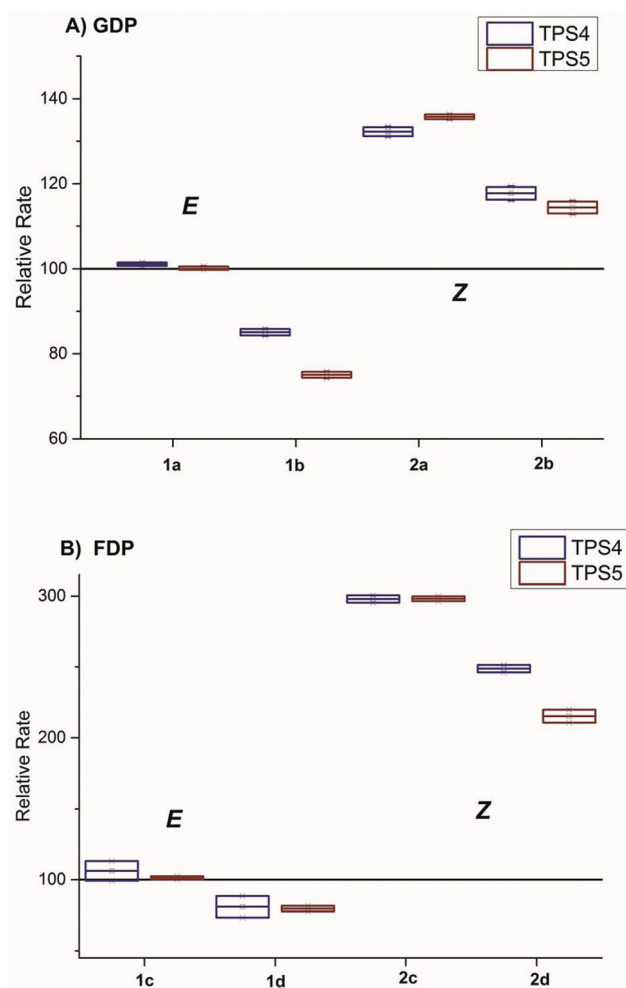 A) GDP
TPS4
TPS5
Relative Rate
140
120
100
80
60
E
Z
1a
1b
2a
2b
B) FDP
TPS4
TPS5
Relative Rate
300
200
100
E
Z
1c
1d
2c
2d